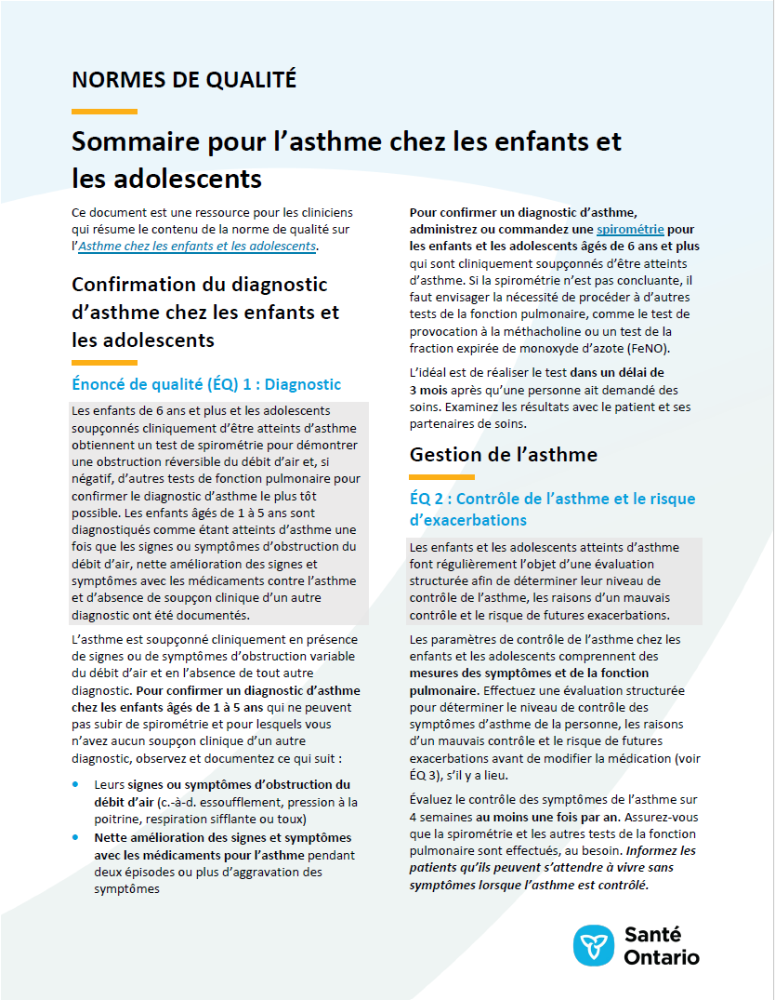 NORMES DE QUALITÉ
Sommaire pour l’asthme chez les enfants et
les adolescents
Ce document est une ressource pour les cliniciens
qui résume le contenu de la norme de qualité sur
l’Asthme chez les enfants et les adolescents.
Confirmation du diagnostic
d’asthme chez les enfants et
les adolescents
Énoncé de qualité (ÉQ) 1 : Diagnostic
Les enfants de 6 ans et plus et les adolescents
soupçonnés cliniquement d’être atteints d’asthme
obtiennent un test de spirométrie pour démontrer
une obstruction réversible du débit d’air et, si
négatif, d’autres tests de fonction pulmonaire pour
confirmer le diagnostic d’asthme le plus tôt
possible. Les enfants âgés de 1 à 5 ans sont
diagnostiqués comme étant atteints d’asthme une
fois que les signes ou symptômes d’obstruction du
débit d’air, nette amélioration des signes et
symptômes avec les médicaments contre l’asthme
et d’absence de soupçon clinique d’un autre
diagnostic ont été documentés.
L’asthme est soupçonné cliniquement en présence
de signes ou de symptômes d’obstruction variable
du débit d’air et en l’absence de tout autre
diagnostic. Pour confirmer un diagnostic d’asthme
chez les enfants âgés de 1 à 5 ans qui ne peuvent
pas subir de spirométrie et pour lesquels vous
n’avez aucun soupçon clinique d’un autre
diagnostic, observez et documentez ce qui suit :
• Leurs signes ou symptômes d’obstruction du
débit d’air (c.-à-d. essoufflement, pression à la
poitrine, respiration sifflante ou toux)
• Nette amélioration des signes et symptômes
avec les médicaments pour l’asthme pendant
deux épisodes ou plus d’aggravation des
symptômes
Pour confirmer un diagnostic d’asthme,
administrez ou commandez une spirométrie pour
les enfants et les adolescents âgés de 6 ans et plus
qui sont cliniquement soupçonnés d’être atteints
d’asthme. Si la spirométrie n’est pas concluante, il
faut envisager la nécessité de procéder à d’autres
tests de la fonction pulmonaire, comme le test de
provocation à la méthacholine ou un test de la
fraction expirée de monoxyde d’azote (FeNO).
L’idéal est de réaliser le test dans un délai de
3 mois après qu’une personne ait demandé des
soins. Examinez les résultats avec le patient et ses
partenaires de soins.
Gestion de l’asthme
ÉQ 2 : Contrôle de l’asthme et le risque
d’exacerbations
Les enfants et les adolescents atteints d’asthme
font régulièrement l’objet d’une évaluation
structurée afin de déterminer leur niveau de
contrôle de l’asthme, les raisons d’un mauvais
contrôle et le risque de futures exacerbations.
Les paramètres de contrôle de l’asthme chez les
enfants et les adolescents comprennent des
mesures des symptômes et de la fonction
pulmonaire. Effectuez une évaluation structurée
pour déterminer le niveau de contrôle des
symptômes d’asthme de la personne, les raisons
d’un mauvais contrôle et le risque de futures
exacerbations avant de modifier la médication (voir
ÉQ 3), s’il y a lieu.
Évaluez le contrôle des symptômes de l’asthme sur
4 semaines au moins une fois par an. Assurez-vous
que la spirométrie et les autres tests de la fonction
pulmonaire sont effectués, au besoin. Informez les
patients qu’ils peuvent s’attendre à vivre sans
symptômes lorsque l’asthme est contrôlé.
Santé
Ontario